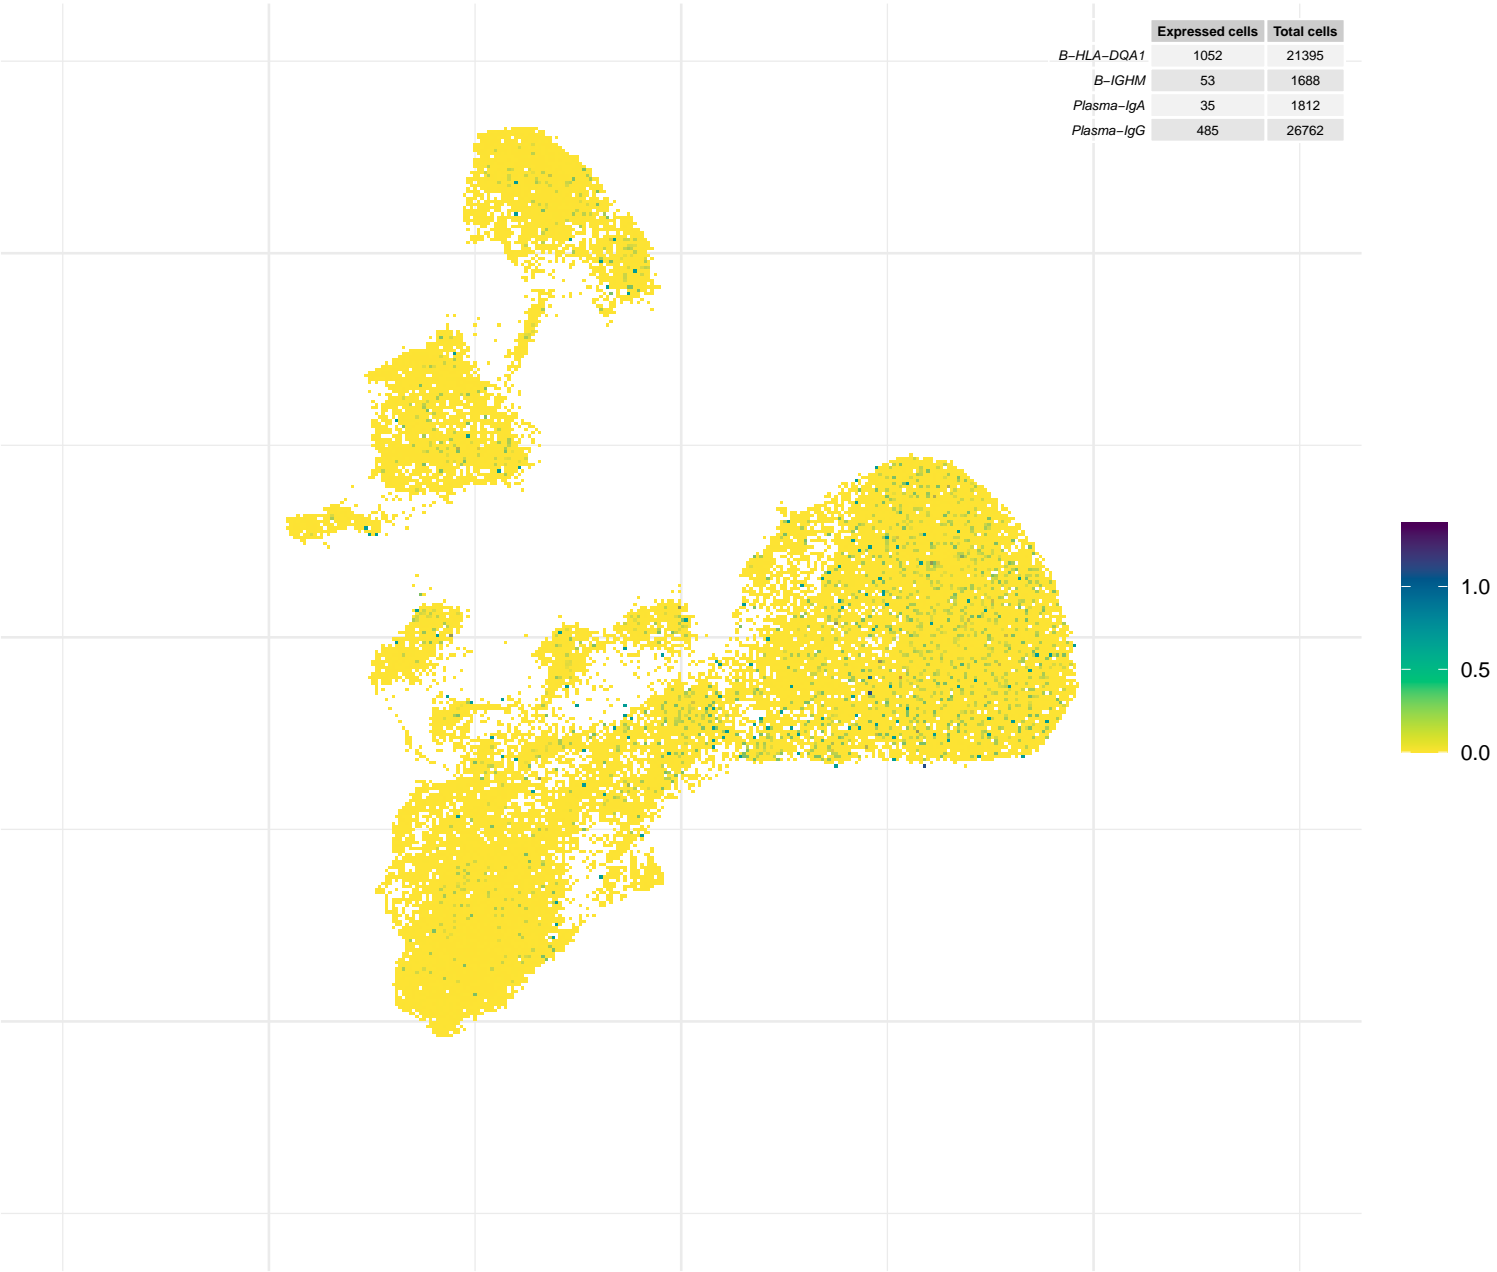 Expressed cells Total cells
B−HLA−DQA1 1052 21395
B−IGHM 53 1688
Plasma−IgA 35 1812
Plasma−IgG 485 26762
1.0
0.5
0.0